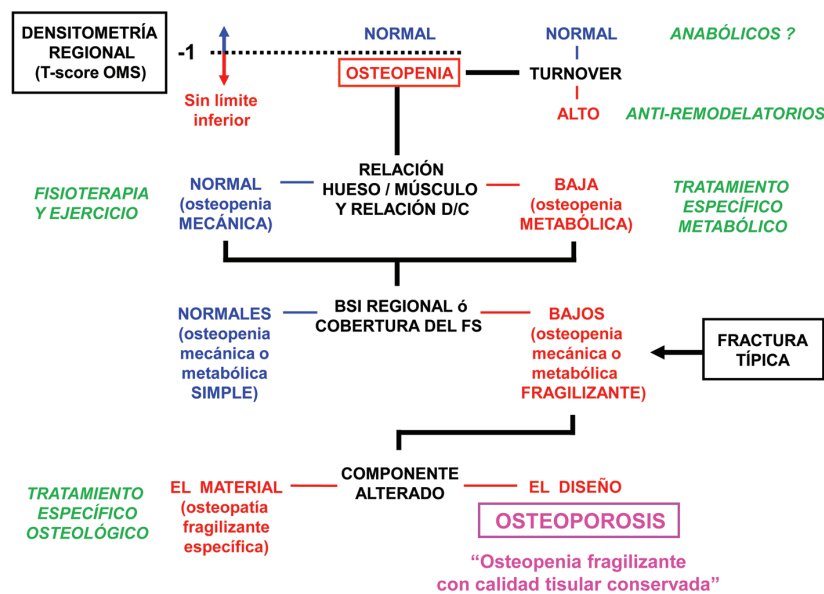 DENSITOMETRÍA
REGIONAL
(T-score OMS)
-1
Sin límite
inferior
NORMAL
OSTEOPENIA
NORMAL
TURNOVER
ALTO
ANABÓLICOS ?
ANTI-REMODELATORIOS
FISIOTERAPIA
Y EJERCICIO
NORMAL
(osteopenia
MECÁNICA)
RELACIÓN
HUESO / MÚSCULO
Y RELACIÓN D/C
BAJA
(osteopenia
METABÓLICA)
TRATAMIENTO
ESPECÍFICO
METABÓLICO
NORMALES
(osteopenia
mecánica o
metabólica
SIMPLE)
BSI REGIONAL ó
COBERTURA DEL FS
BAJOS
(osteopenia
mecánica o
metabólica
FRAGILIZANTE)
FRACTURA
TÍPICA
TRATAMIENTO
ESPECÍFICO
OSTEOLÓGICO
EL MATERIAL
(osteopatía
fragilizante
específica)
COMPONENTE
ALTERADO
EL DISEÑO
OSTEOPOROSIS
“Osteopenia fragilizante
con calidad tisular conservada”